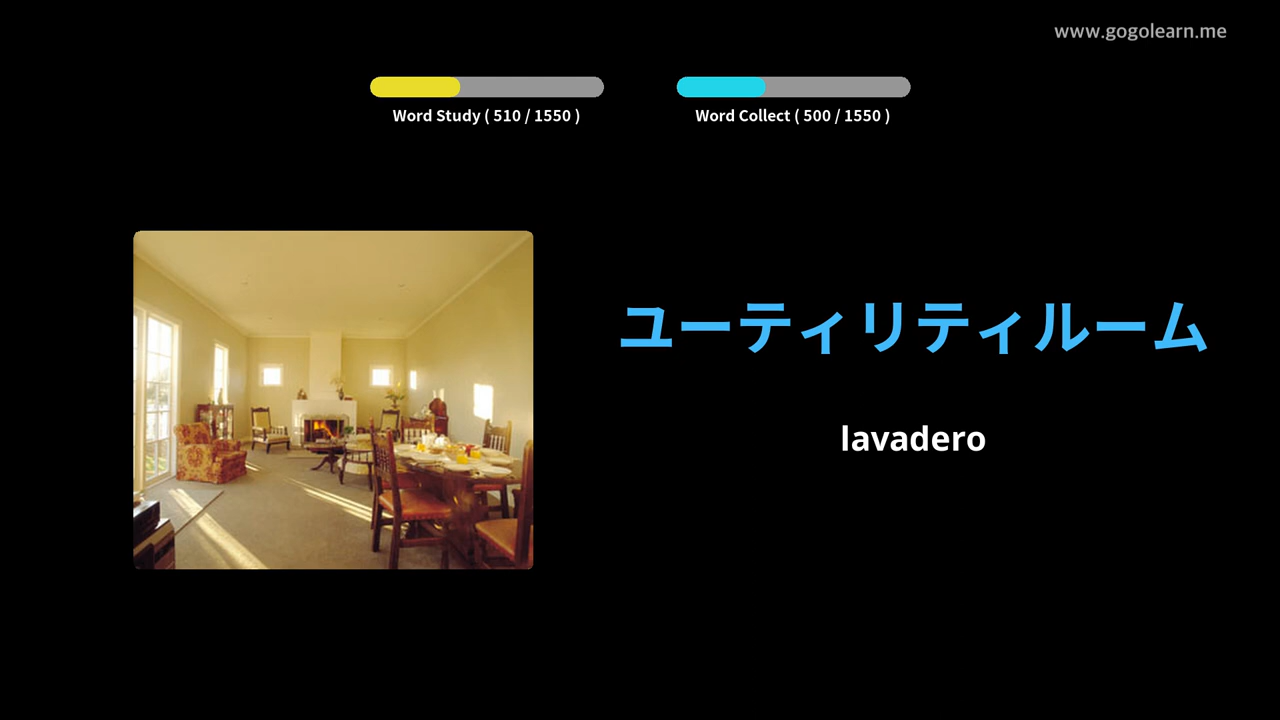 www.gogolearn.me
Word Study ( 510 / 1550 )
Word Collect ( 500 / 1550 )
ユーティリティルーム
lavadero